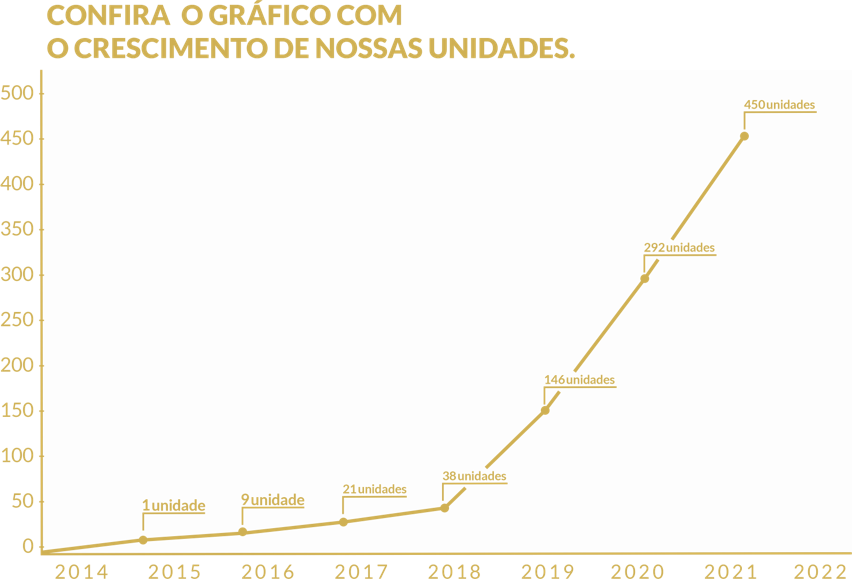 CONFIRA O GRÁFICO COM
O CRESCIMENTO DE NOSSAS UNIDADES.
500
450
400
350
300
250
200
150
100
50
0
450 unidades
292 unidades
146 unidades
38 unidades
21 unidades
9 unidade
1 unidade
2014 2015 2016 2017 2018 2019 2020 2021 2022